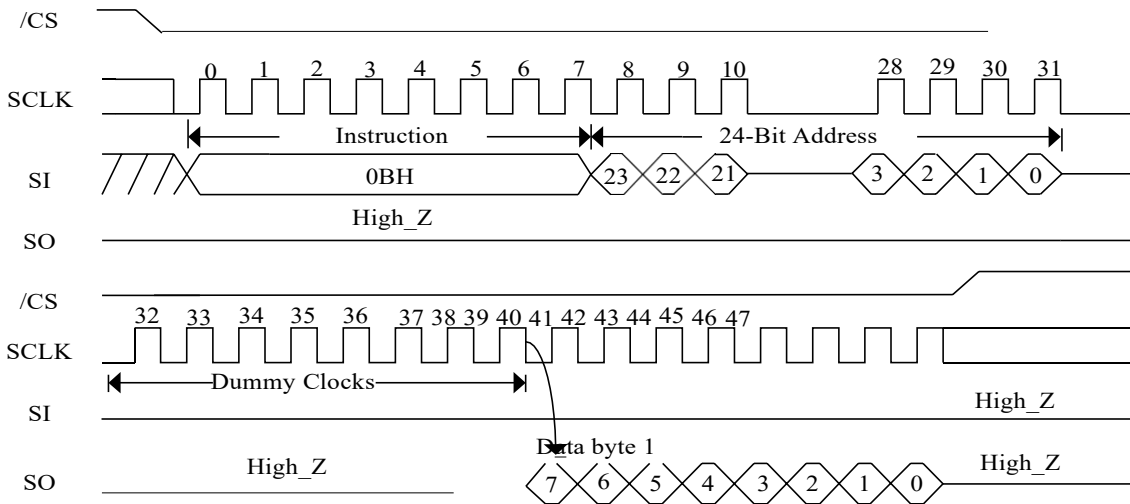 /CS
0 1 2 3 4 5 6 7 8 9 10 28 29 30 31
SCLK
Instruction 24-Bit Address
SI 0BH 23 22 21 3 2 1 0
High_Z
SO
/CS
32 33 34 35 36 37 38 39 40 41 42 43 44 45 46 47
SCLK
Dummy Clocks
SI High_Z
Data byte 1
SO High_Z 7 6 5 4 3 2 1 0 High_Z